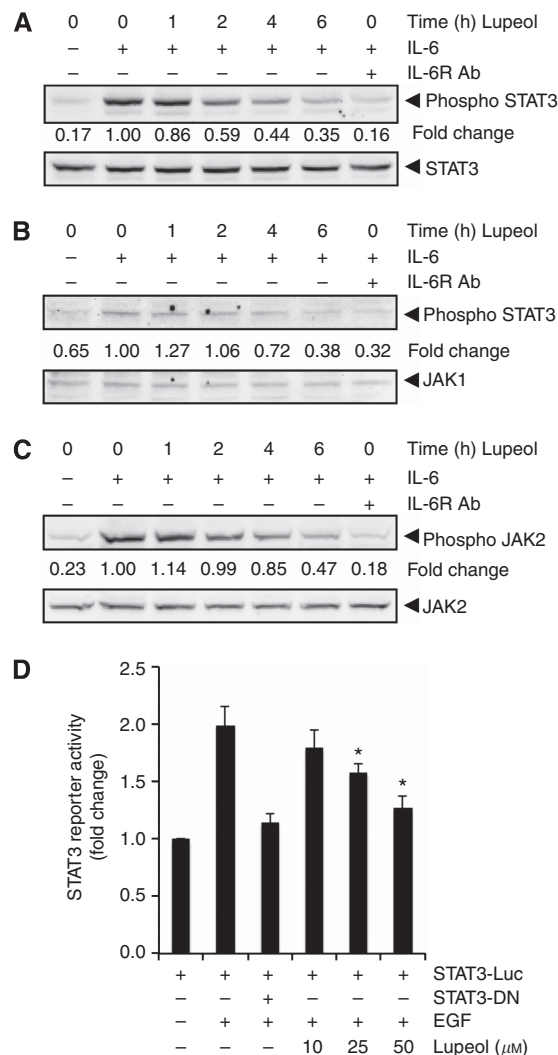 A
0 0 1 2 4 6 0 Time (h) Lupeol
– + + + + + + IL-6
– – – – – – + IL-6R Ab
Phospho STAT3
0.17 1.00 0.86 0.59 0.44 0.35 0.16 Fold change
STAT3
B
0 0 1 2 4 6 0 Time (h) Lupeol
– + + + + + + IL-6
– – – – – – + IL-6R Ab
Phospho STAT3
0.65 1.00 1.27 1.06 0.72 0.38 0.32 Fold change
JAK1
C
0 0 1 2 4 6 0 Time (h) Lupeol
– + + + + + + IL-6
– – – – – – + IL-6R Ab
Phospho JAK2
0.23 1.00 1.14 0.99 0.85 0.47 0.18 Fold change
JAK2
D
STAT3 reporter activity
(fold change)
2.5
2.0
1.5
1.0
0.5
0.0
* *
+ + + + + + STAT3-Luc
– – + – – – STAT3-DN
– + + + + + EGF
– – – 10 25 50 Lupeol (μM)